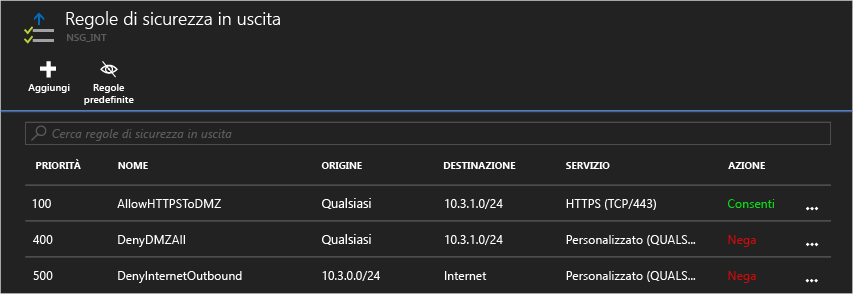 Regole di sicurezza in uscita
NSG_INT
Aggiungi
Regole predefinite
Cerca regole di sicurezza in uscita
PRIORITÀ NOME ORIGINE DESTINAZIONE SERVIZIO AZIONE
100 AllowHTTPSToDMZ Qualsiasi 10.3.1.0/24 HTTPS (TCP/443) Consenti ...
400 DenyDMZAll Qualsiasi 10.3.1.0/24 Personalizzato (QUALS... Nega ...
500 DenyInternetOutbound 10.3.0.0/24 Internet Personalizzato (QUALS... Nega ...